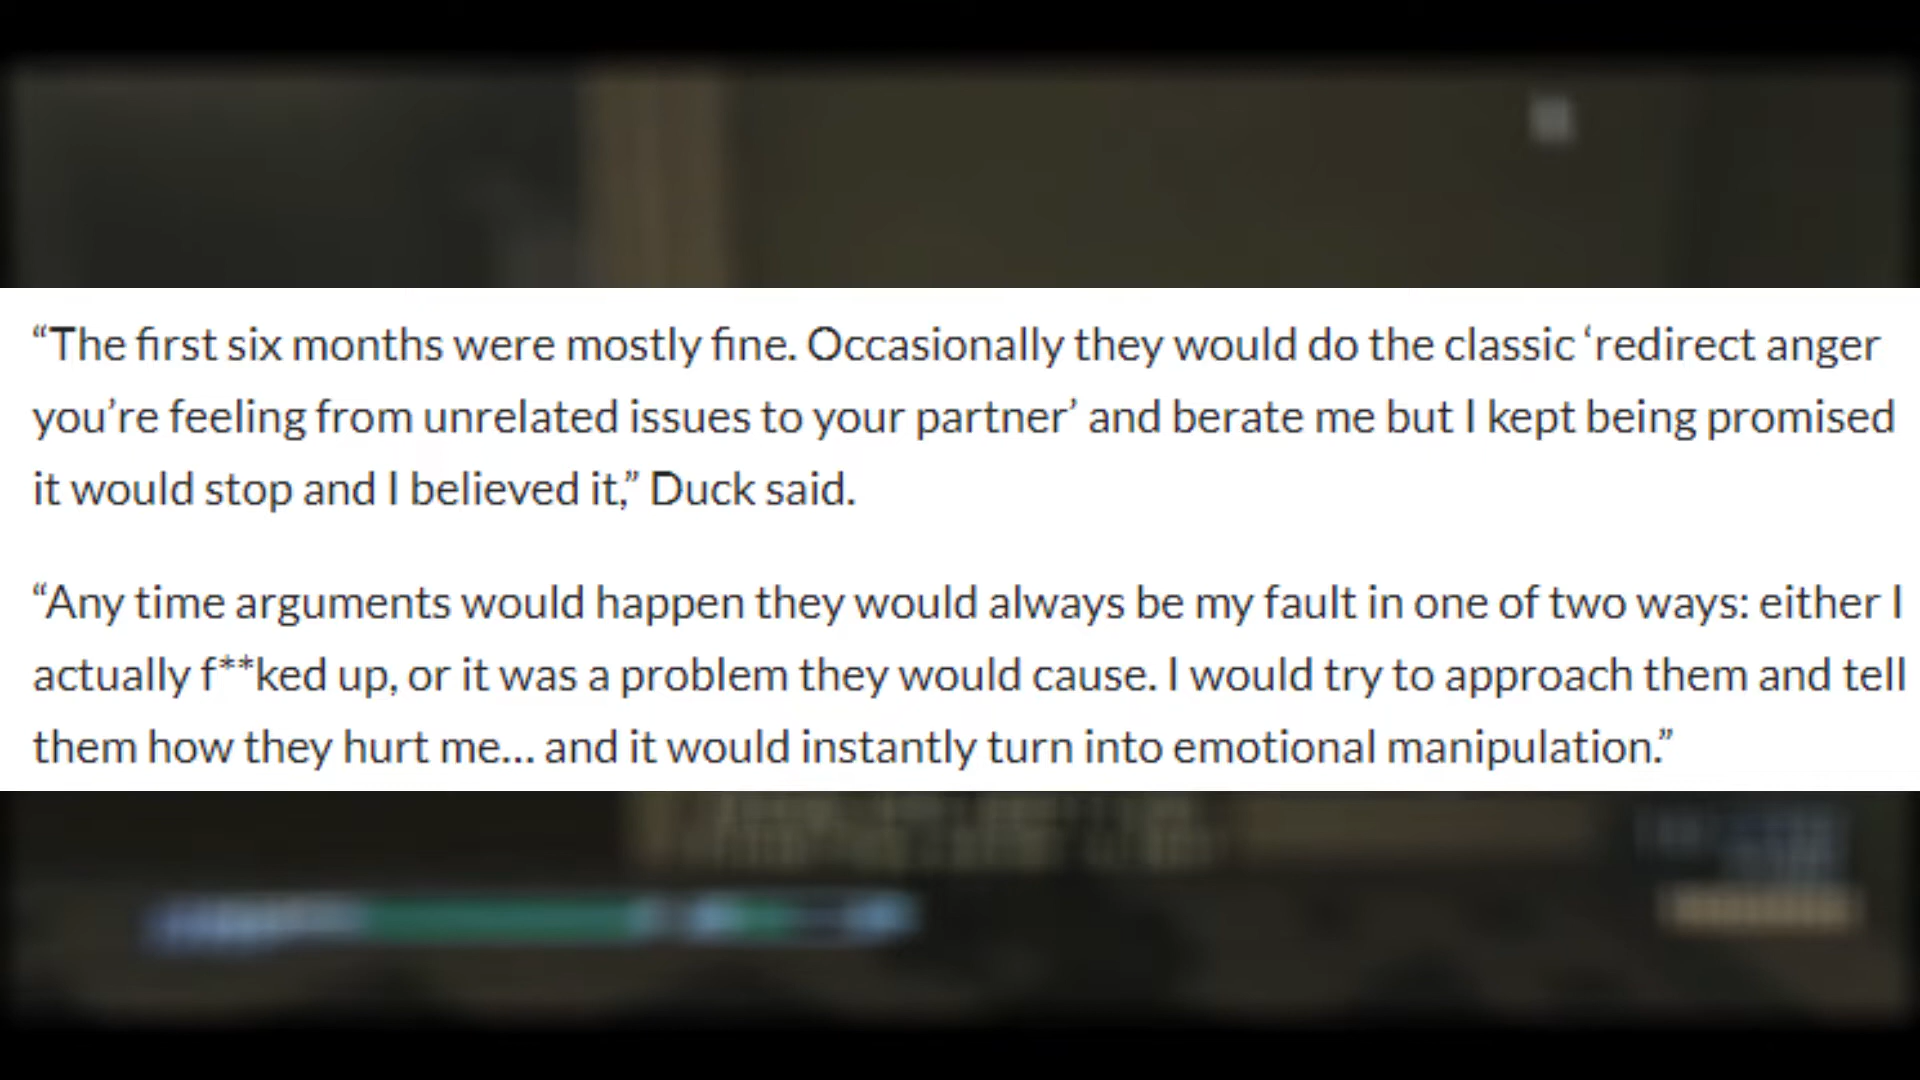 “The first six months were mostly fine. Occasionally they would do the classic ‘redirect anger
you’re feeling from unrelated issues to your partner’ and berate me but I kept being promised
it would stop and I believed it,” Duck said.
“Any time arguments would happen they would always be my fault in one of two ways: either I
actually f**ked up, or it was a problem they would cause. I would try to approach them and tell
them how they hurt me... and it would instantly turn into emotional manipulation.”